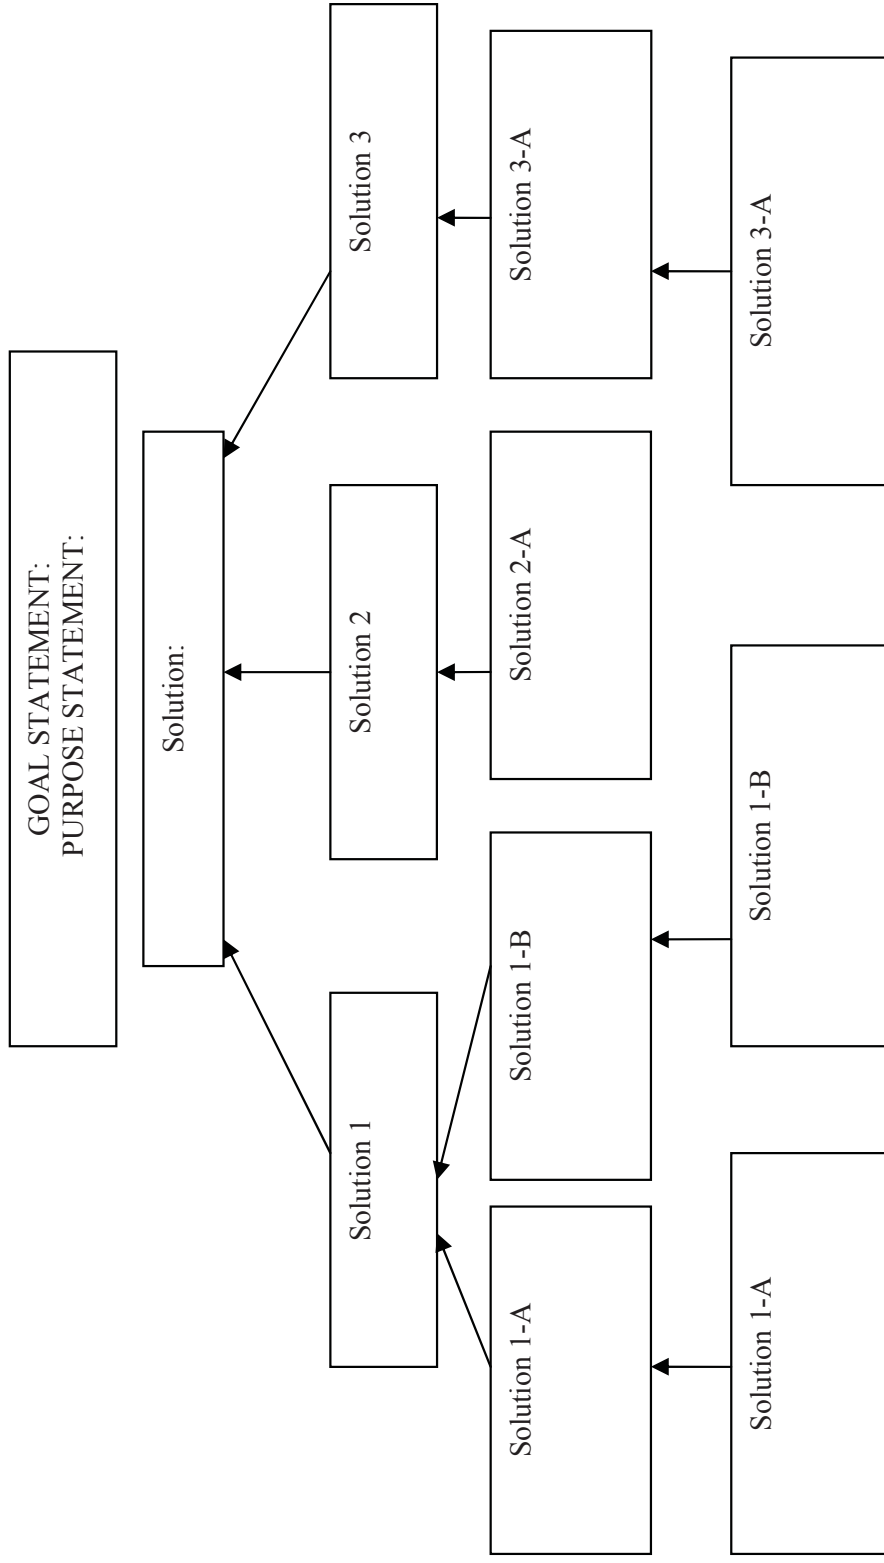 GOAL STATEMENT:
PURPOSE STATEMENT:
Solution:
Solution 1
Solution 2
Solution 3
Solution 1-A
Solution 1-B
Solution 2-A
Solution 3-A
Solution 1-A
Solution 1-B
Solution 3-A